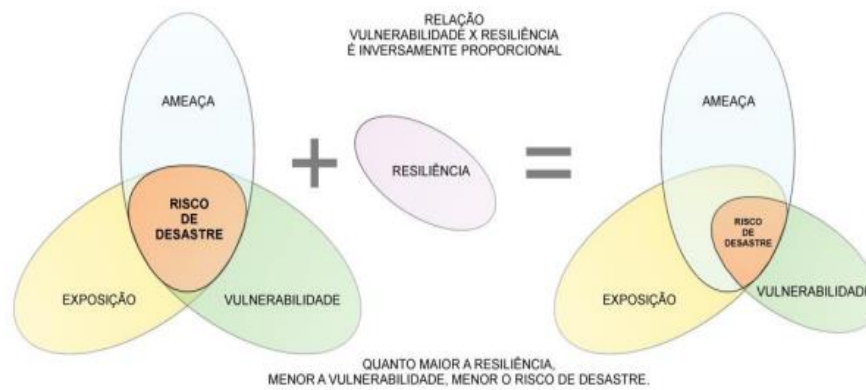 RELAÇÃO
VULNERABILIDADE X RESILIÊNCIA
É INVERSAMENTE PROPORCIONAL
AMEAÇA
RISCO
DE
DESASTRE
EXPOSIÇÃO
VULNERABILIDADE
+
RESILIÊNCIA
=
AMEAÇA
RISCO
DE
DESASTRE
EXPOSIÇÃO
VULNERABILIDADE
QUANTO MAIOR A RESILIÊNCIA,
MENOR A VULNERABILIDADE, MENOR O RISCO DE DESASTRE.